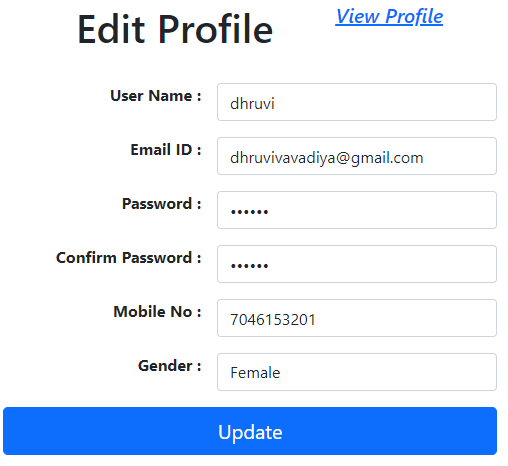 Edit Profile View Profile
User Name : dhruvi
Email ID : dhruvivavadiya@gmail.com
Password : ••••••
Confirm Password : ••••••
Mobile No : 7046153201
Gender : Female
Update